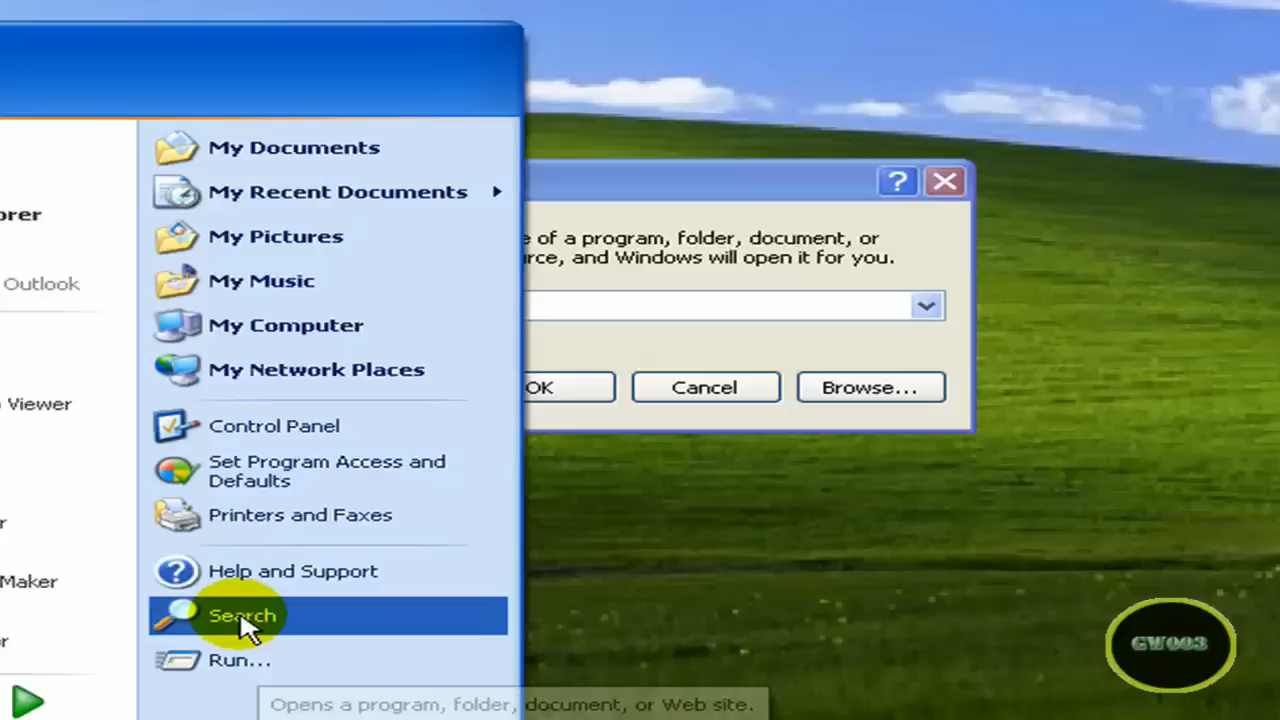 My Documents
My Recent Documents
My Pictures
My Music
My Computer
My Network Places
Control Panel
Set Program Access and
Defaults
Printers and Faxes
Help and Support
Search
Run...
Opens a program, folder, document, or Web site.
orer
Outlook
Viewer
r
Maker
or
?
e of a program, folder, document, or
rce, and Windows will open it for you.
OK
Cancel
Browse...
GW003